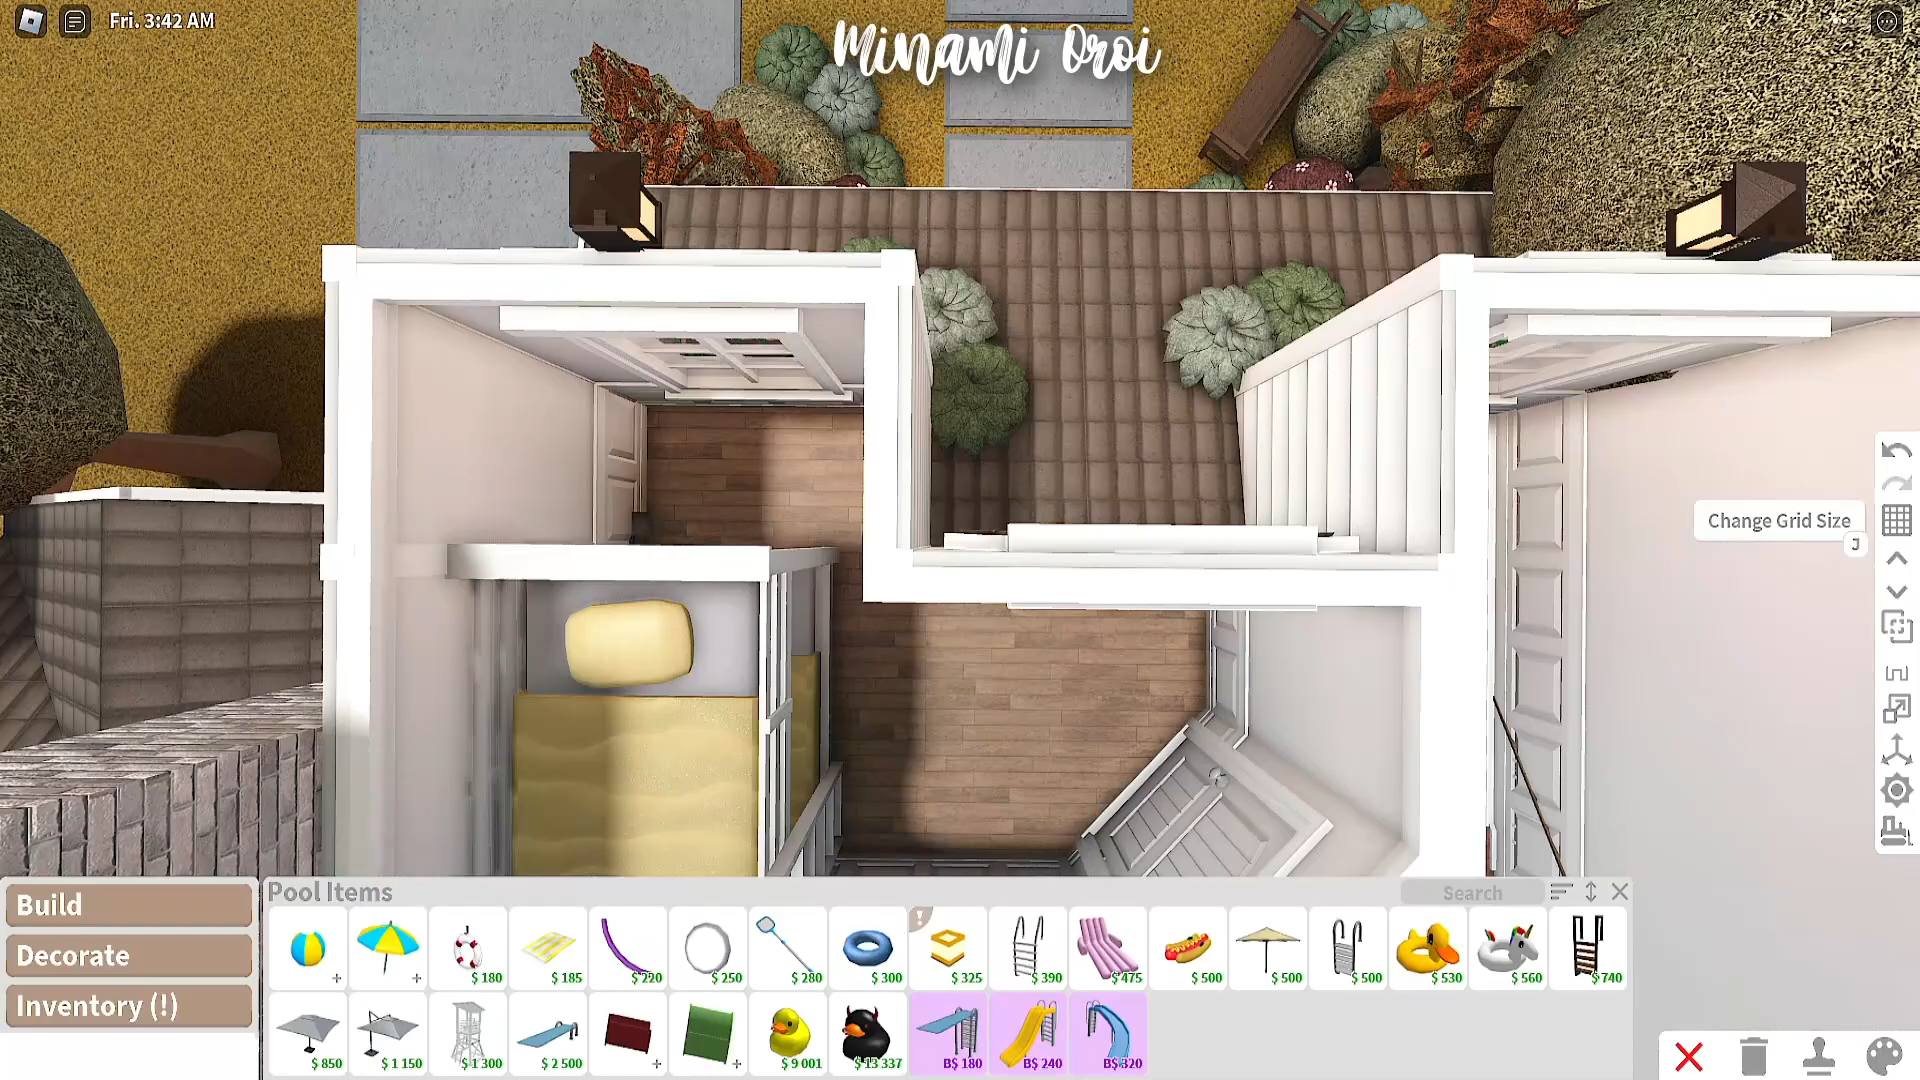 Fri. 3:42 AM
Minami Oroi
Change Grid Size
J
Build
Decorate
Inventory (!)
Pool Items
Search
+
+
$ 180
$ 185
$ 220
$ 250
$ 280
$ 300
!
$ 325
$ 390
$ 475
$ 500
$ 500
$ 500
$ 530
$ 560
$ 740
$ 850
$ 1 150
$ 1 300
$ 2 500
+
+
$ 9 001
$ 13 337
B$ 180
B$ 240
B$ 320